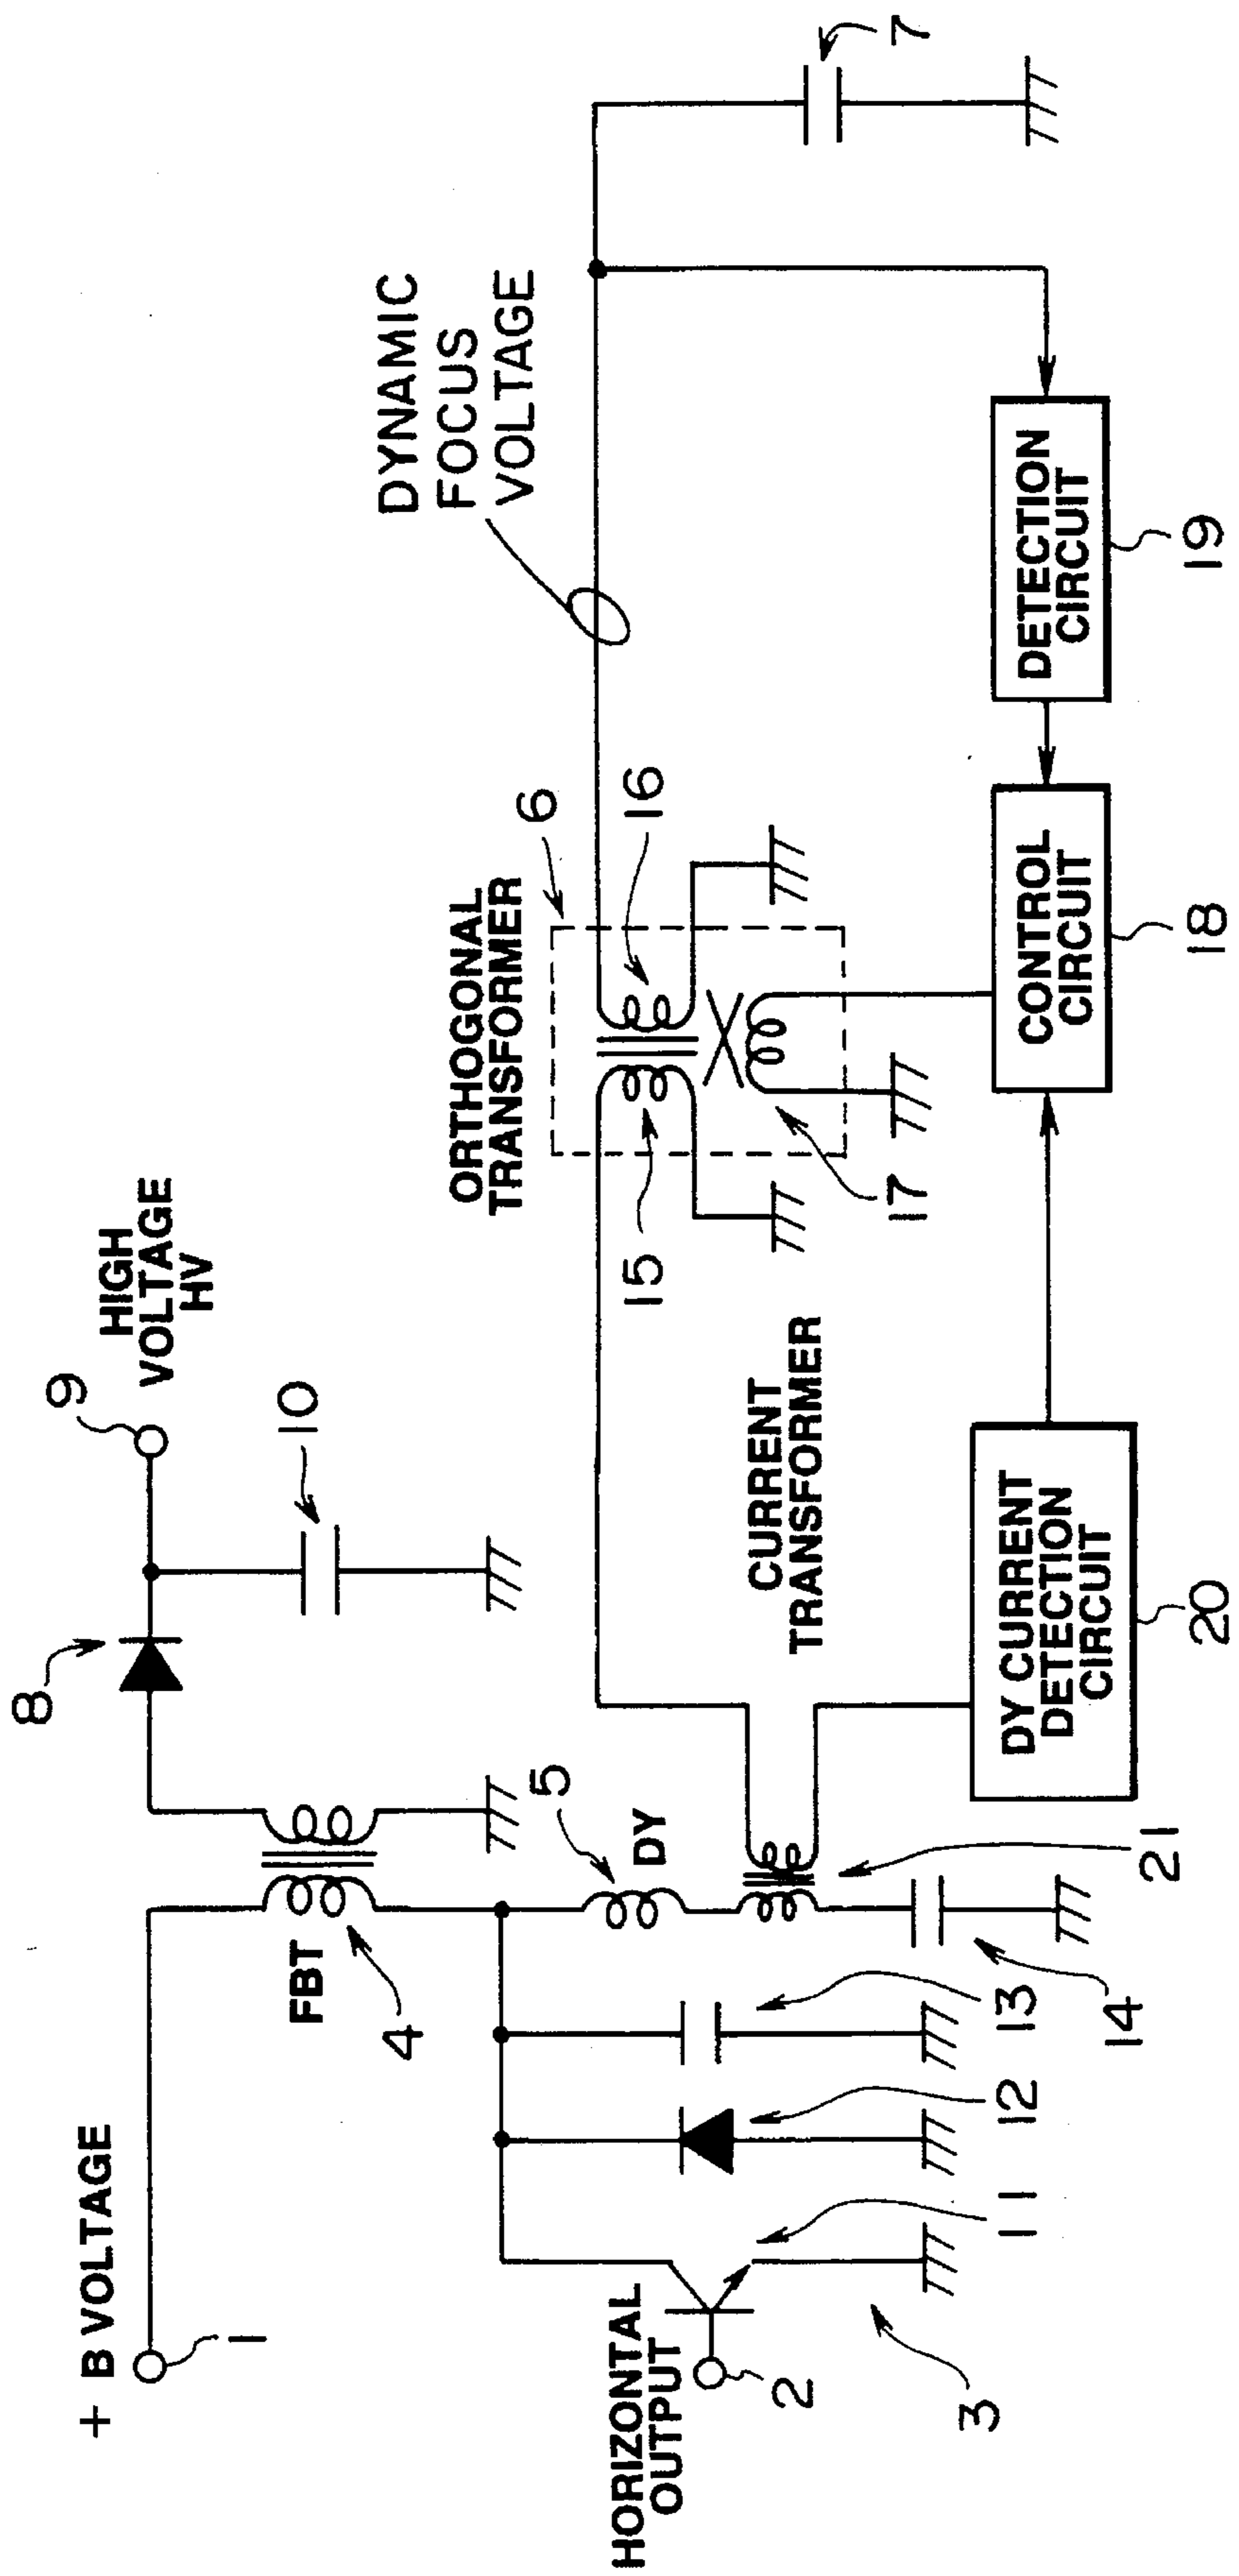 + B VOLTAGE
1
HORIZONTAL
OUTPUT
2
3
FBT
4
8
9
HIGH
VOLTAGE
HV
10
5
DY
11
12
13
14
21
CURRENT
TRANSFORMER
DY CURRENT
DETECTION
CIRCUIT
20
ORTHOGONAL
TRANSFORMER
6
15
16
17
CONTROL
CIRCUIT
18
DYNAMIC
FOCUS
VOLTAGE
DETECTION
CIRCUIT
19
7